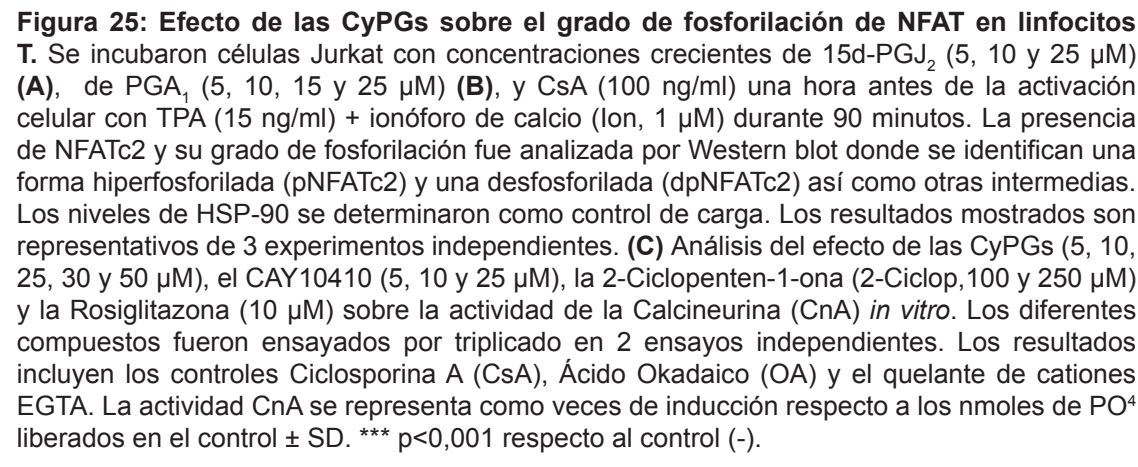 Figura 25: Efecto de las CyPGs sobre el grado de fosforilación de NFAT en linfocitos
T. Se incubaron células Jurkat con concentraciones crecientes de 15d-PGJ₂ (5, 10 y 25 µM)
(A), de PGA₁ (5, 10, 15 y 25 µM) (B), y CsA (100 ng/ml) una hora antes de la activación
celular con TPA (15 ng/ml) + ionóforo de calcio (Ion, 1 µM) durante 90 minutos. La presencia
de NFATc2 y su grado de fosforilación fue analizada por Western blot donde se identifican una
forma hiperfosforilada (pNFATc2) y una desfosforilada (dpNFATc2) así como otras intermedias.
Los niveles de HSP-90 se determinaron como control de carga. Los resultados mostrados son
representativos de 3 experimentos independientes. (C) Análisis del efecto de las CyPGs (5, 10,
25, 30 y 50 µM), el CAY10410 (5, 10 y 25 µM), la 2-Ciclopenten-1-ona (2-Ciclop,100 y 250 µM)
y la Rosiglitazona (10 µM) sobre la actividad de la Calcineurina (CnA) in vitro. Los diferentes
compuestos fueron ensayados por triplicado en 2 ensayos independientes. Los resultados
incluyen los controles Ciclosporina A (CsA), Ácido Okadaico (OA) y el quelante de cationes
EGTA. La actividad CnA se representa como veces de inducción respecto a los nmoles de PO⁴
liberados en el control ± SD. *** p<0,001 respecto al control (-).